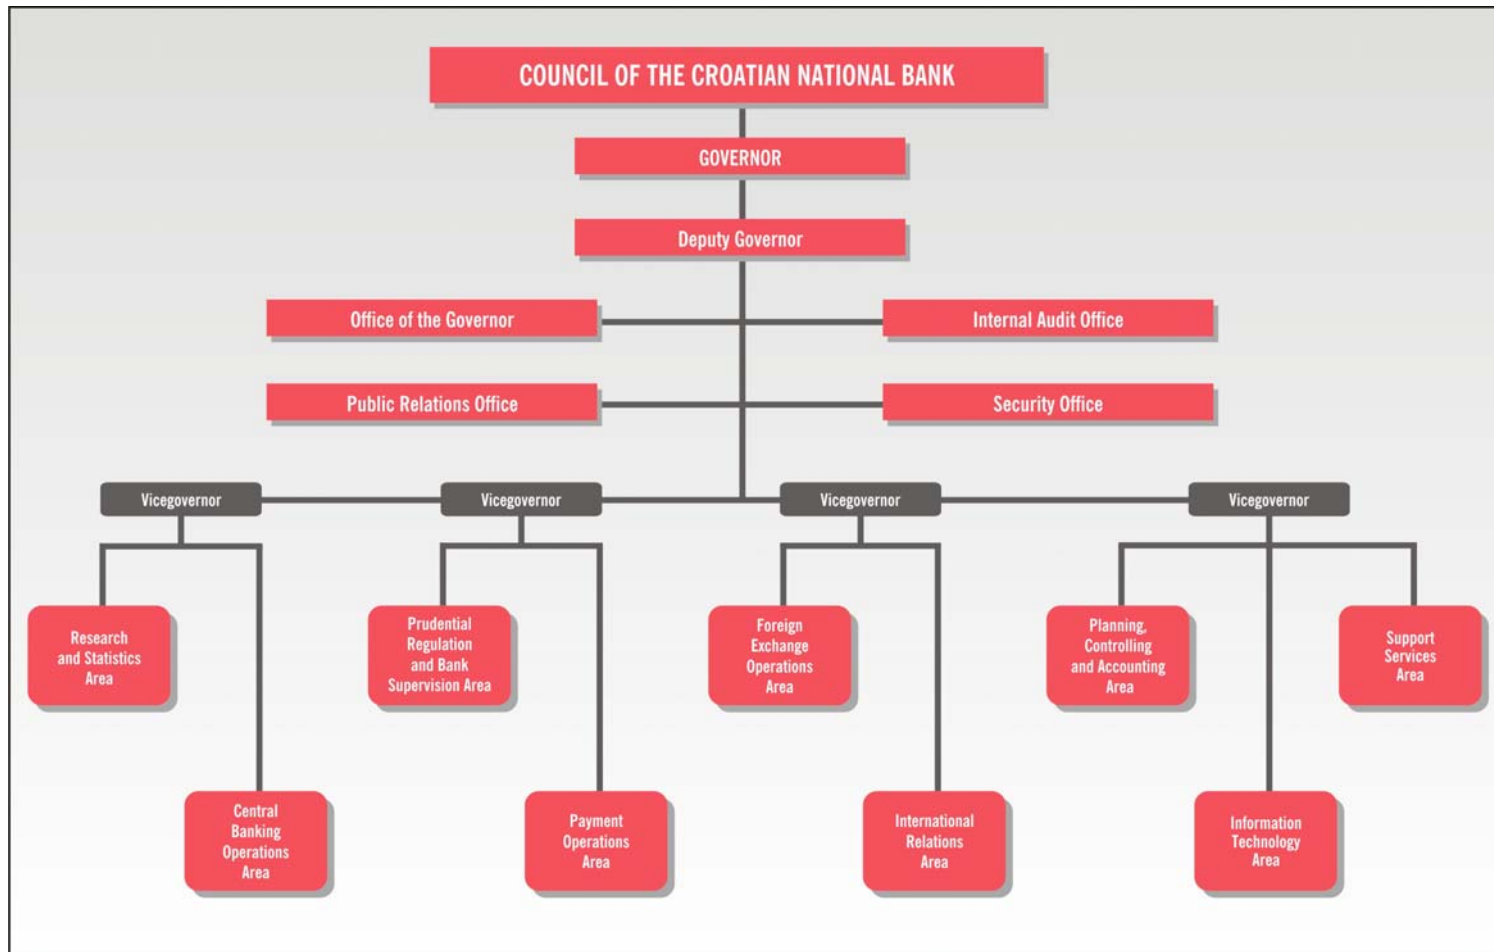 COUNCIL OF THE CROATIAN NATIONAL BANK
GOVERNOR
Deputy Governor
Office of the Governor
Internal Audit Office
Public Relations Office
Security Office
Vicegovernor
Vicegovernor
Vicegovernor
Vicegovernor
Research
and Statistics
Area
Prudential
Regulation
and Bank
Supervision Area
Foreign
Exchange
Operations
Area
Planning,
Controlling
and Accounting
Area
Support
Services
Area
Central
Banking
Operations
Area
Payment
Operations
Area
International
Relations
Area
Information
Technology
Area